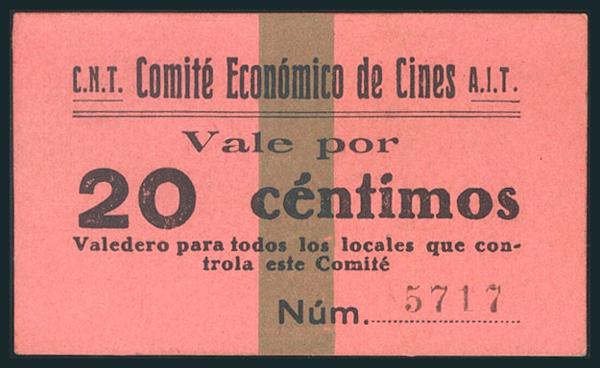 C.N.T. Comité Económico de Cines A.I.T.
Vale por
20 céntimos
Valedero para todos los locales que con-
trola este Comité
Núm. 5717